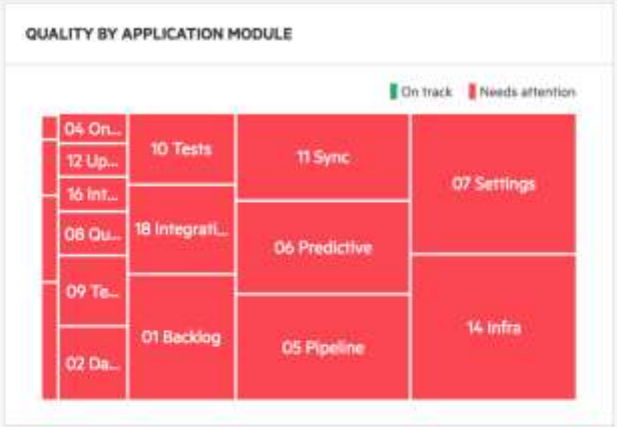 QUALITY BY APPLICATION MODULE
On track
Needs attention
04 On...
12 Up...
16 Int...
08 Qu...
09 Te...
02 Da...
10 Tests
18 Integrati...
01 Backlog
11 Sync
06 Predictive
05 Pipeline
07 Settings
14 Infra